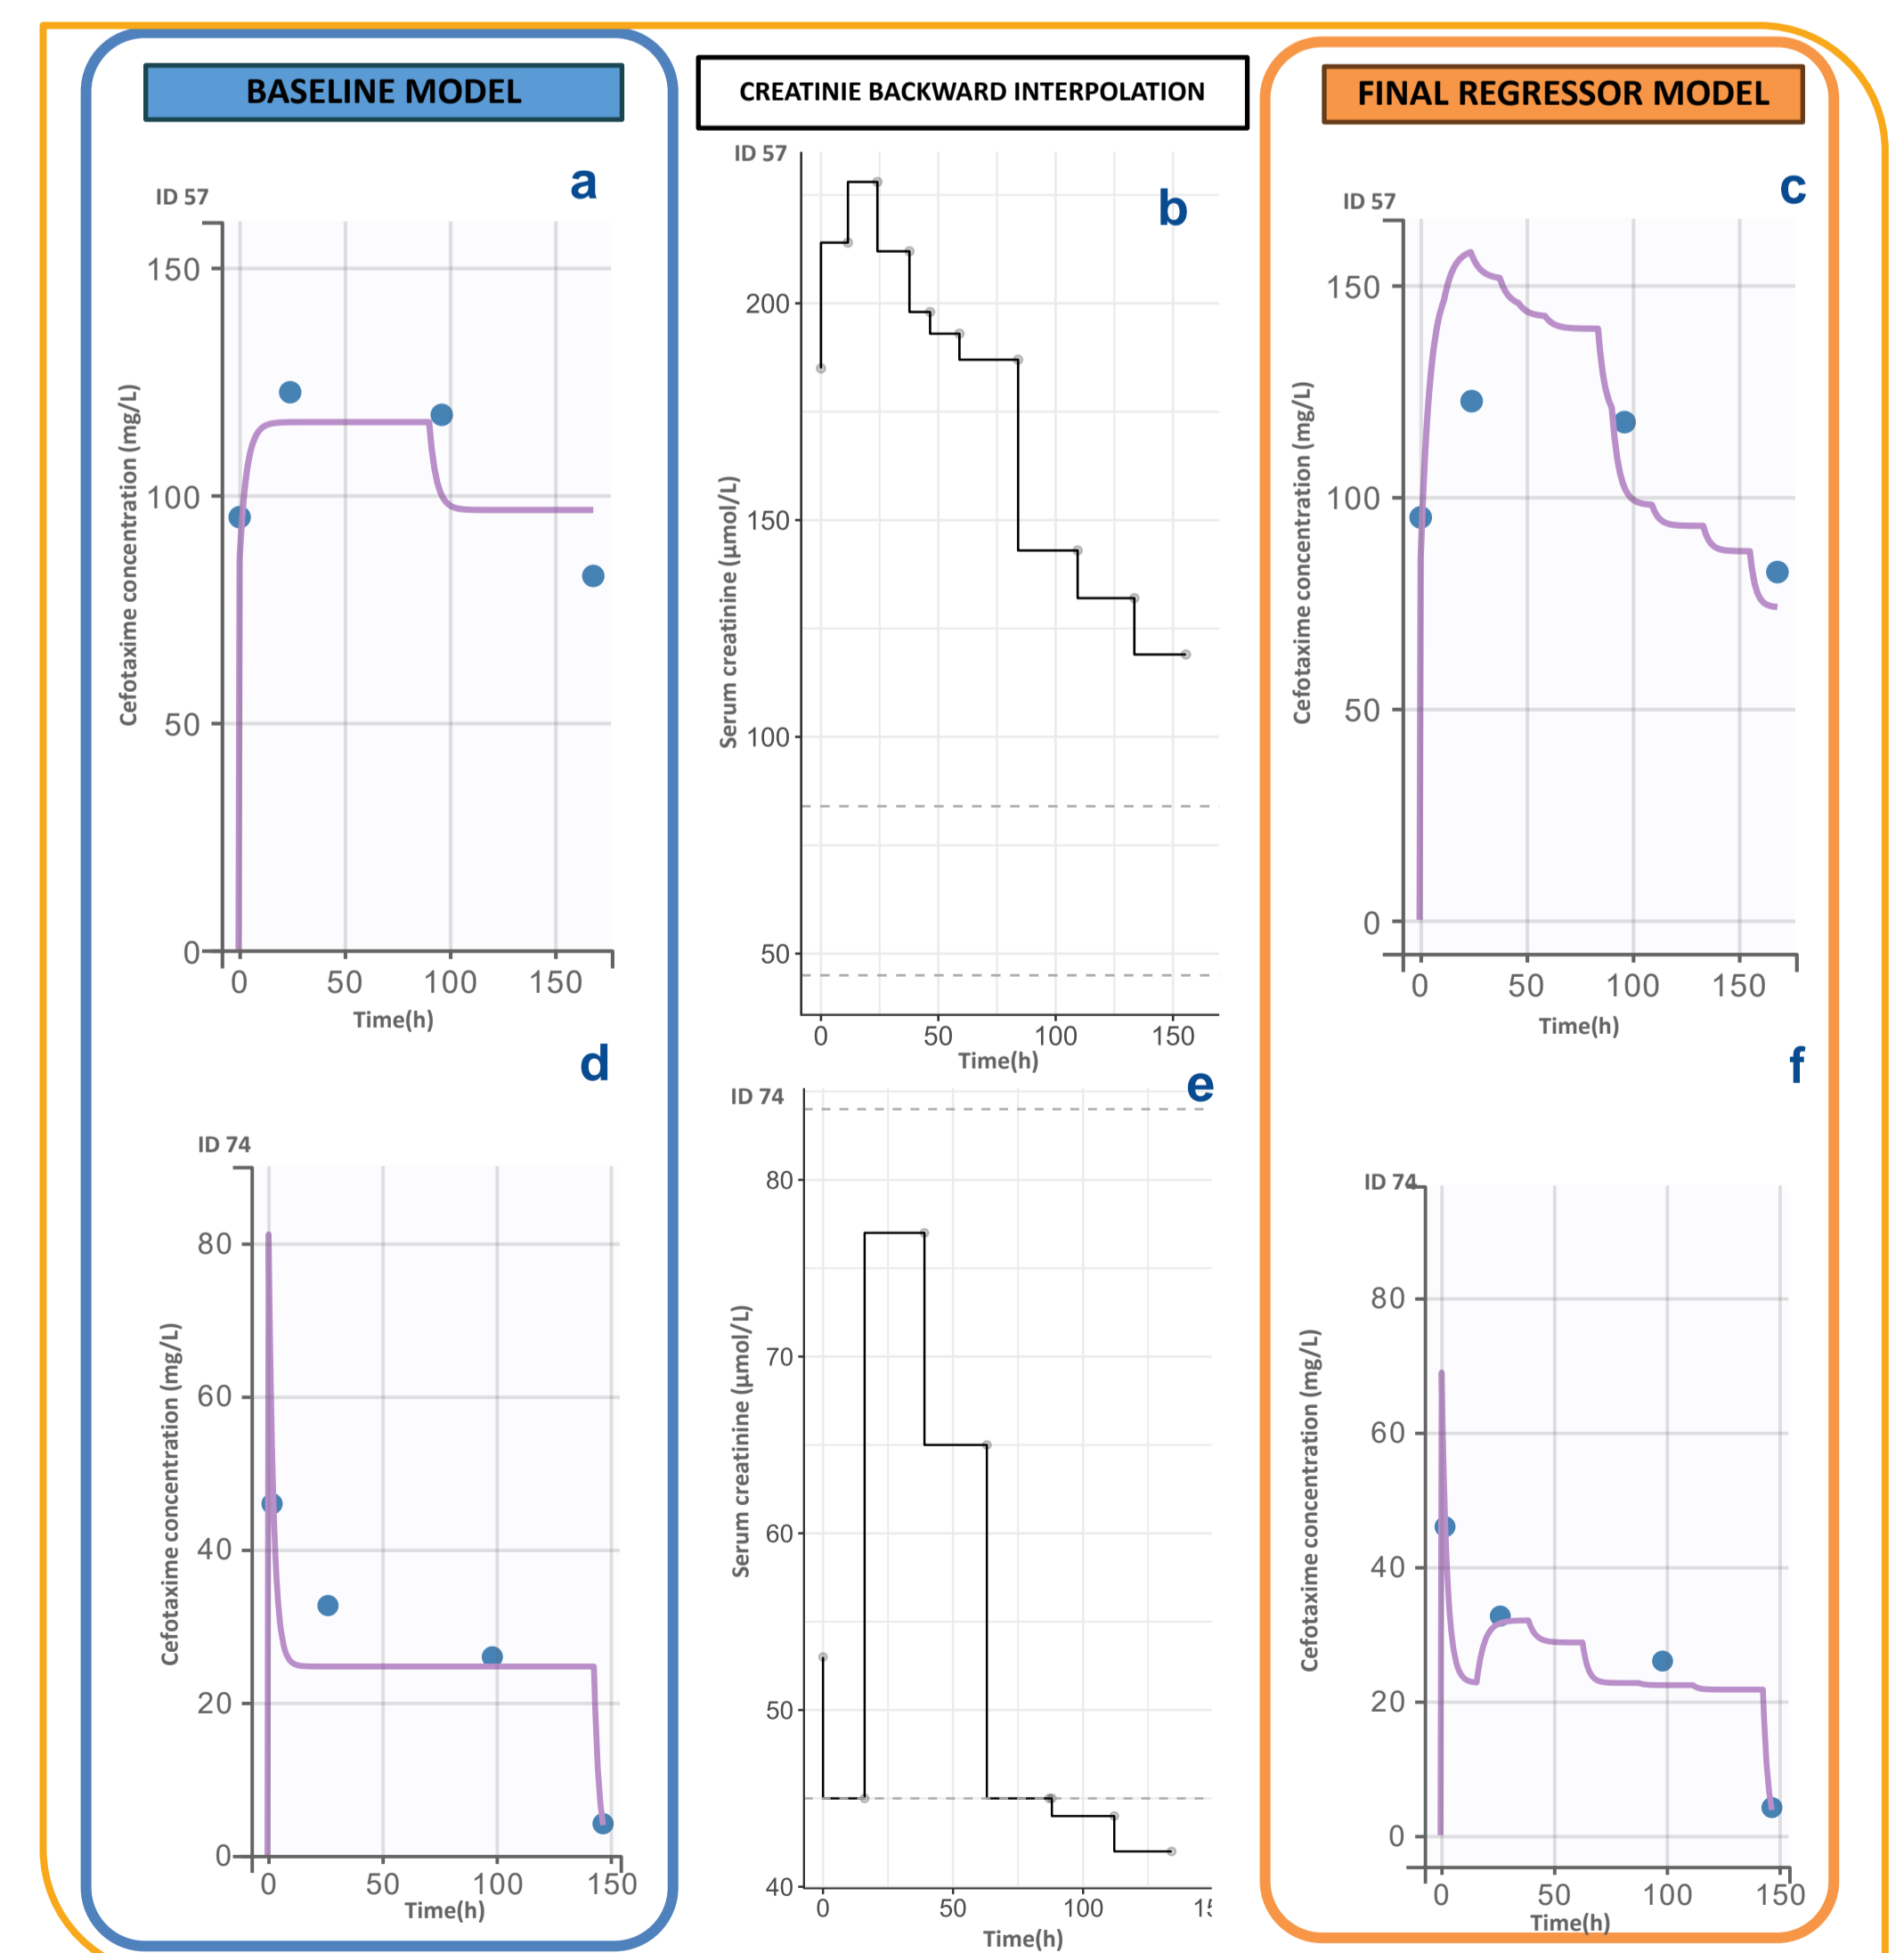 BASELINE MODEL
CREATINIE BACKWARD INTERPOLATION
FINAL REGRESSOR MODEL
a
ID 57
Cefotaxime concentration (mg/L)
150
100
50
0
0 50 100 150
Time(h)
ID 57
b
Serum creatinine (µmol/L)
200
150
100
50
0 50 100 150
Time(h)
c
ID 57
Cefotaxime concentration (mg/L)
150
100
50
0
0 50 100 150
Time(h)
d
ID 74
Cefotaxime concentration (mg/L)
80
60
40
20
0
0 50 100 150
Time(h)
e
ID 74
Serum creatinine (µmol/L)
80
70
60
50
40
0 50 100
Time(h)
f
ID 74
Cefotaxime concentration (mg/L)
80
60
40
20
0
0 50 100 150
Time(h)